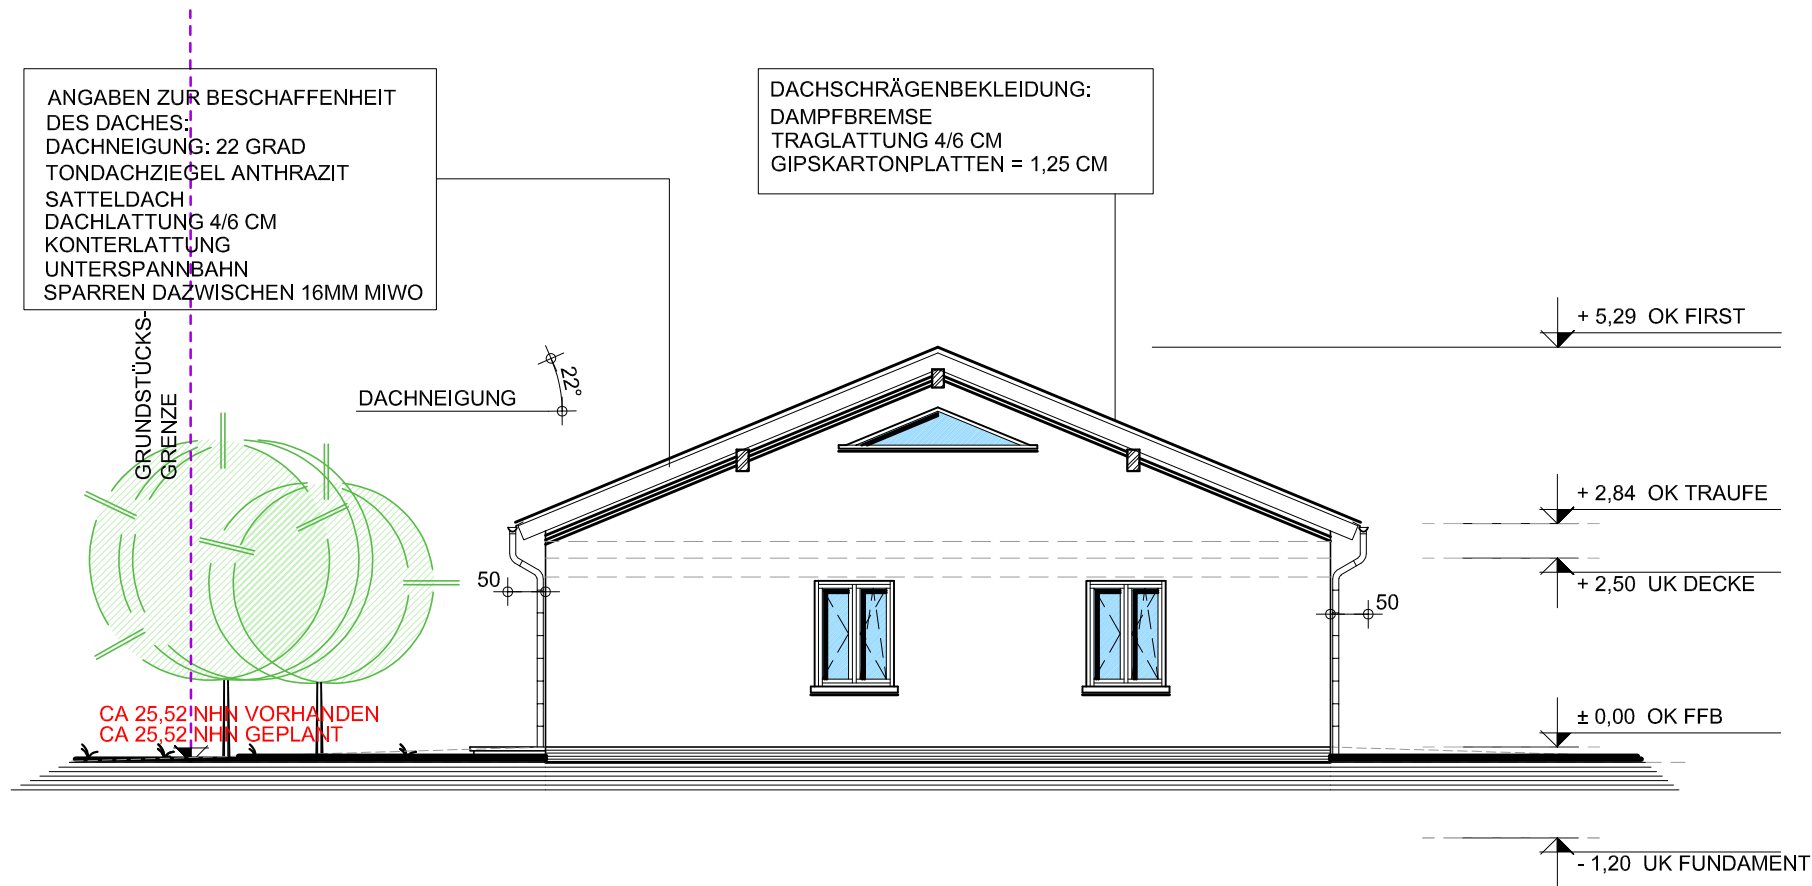 ANGABEN ZUR BESCHAFFENHEIT
DES DACHES:
DACHNEIGUNG: 22 GRAD
TONDACHZIEGEL ANTHRAZIT
SATTELDACH
DACHLATTUNG 4/6 CM
KONTERLATTUNG
UNTERSPANNBAHN
SPARREN DAZWISCHEN 16MM MIWO
DACHSCHRÄGENBEKLEIDUNG:
DAMPFBREMSE
TRAGLATTUNG 4/6 CM
GIPSKARTONPLATTEN = 1,25 CM
GRUNDSTÜCKS-
GRENZE
DACHNEIGUNG
22°
+ 5,29 OK FIRST
+ 2,84 OK TRAUFE
+ 2,50 UK DECKE
50
50
± 0,00 OK FFB
CA 25,52 NHN VORHANDEN
CA 25,52 NHN GEPLANT
- 1,20 UK FUNDAMENT